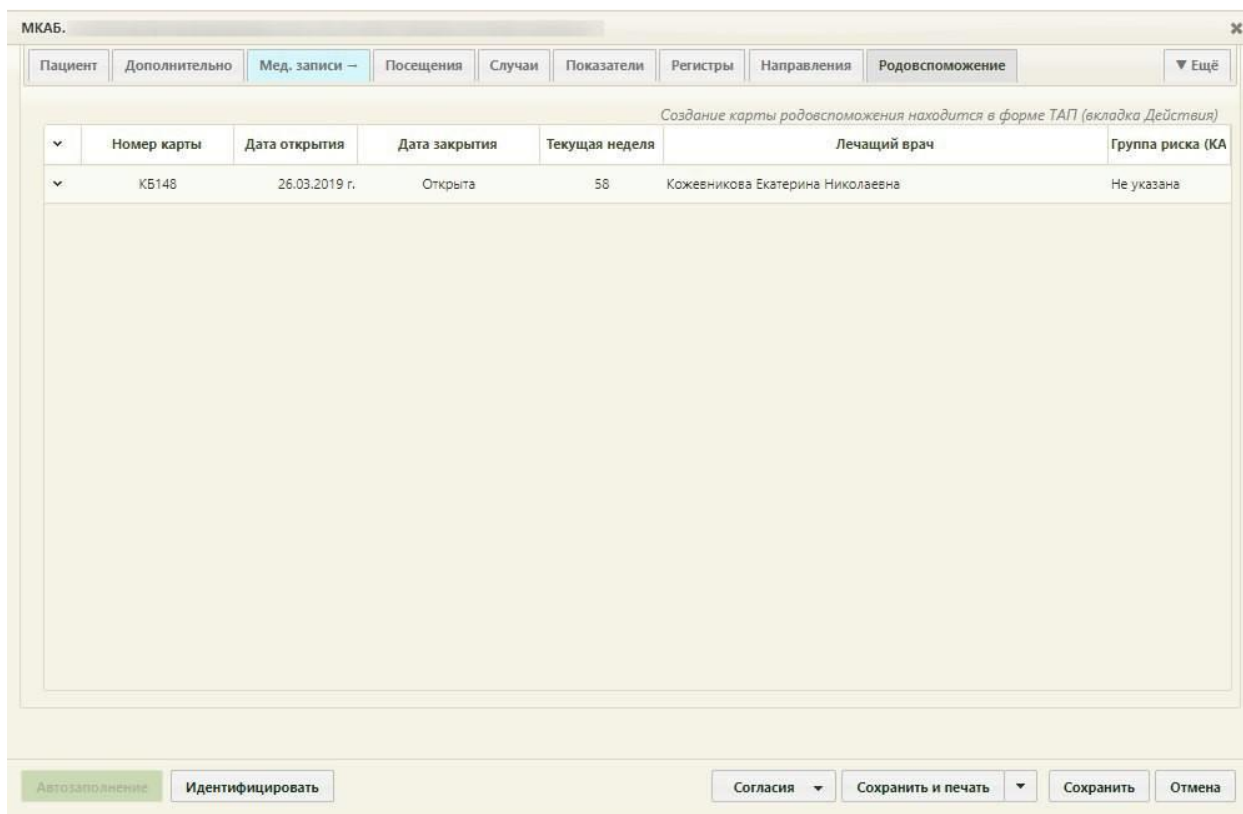 МКАБ.
Пациент Дополнительно Мед. записи – Посещения Случаи Показатели Регистры Направления Родовспоможение ▼ Ещё
Создание карты родовспоможения находится в форме ТАП (вкладка Действия)
Номер карты Дата открытия Дата закрытия Текущая неделя Лечащий врач Группа риска (КА
КБ148 26.03.2019 г. Открыта 58 Кожевникова Екатерина Николаевна Не указана
Автозаполнение Идентифицировать Согласия Сохранить и печать Сохранить Отмена